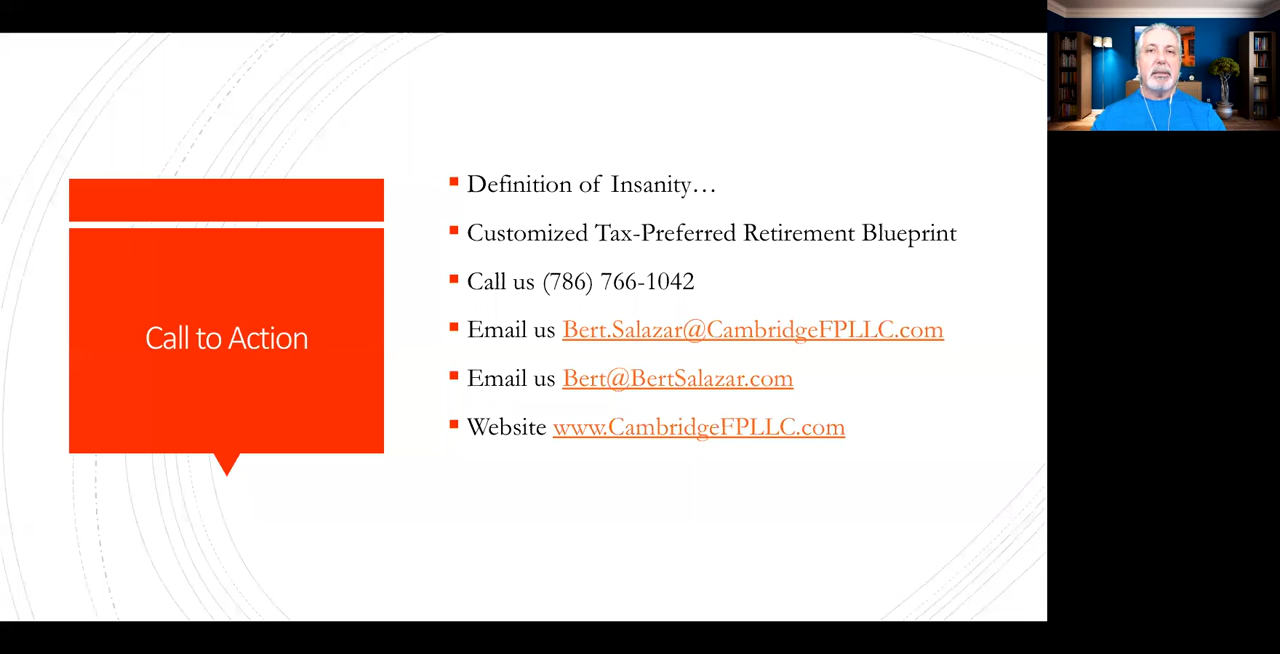 Call to Action
Definition of Insanity…
Customized Tax-Preferred Retirement Blueprint
Call us (786) 766-1042
Email us Bert.Salazar@CambridgeFPLLC.com
Email us Bert@BertSalazar.com
Website www.CambridgeFPLLC.com